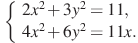 2x² + 3y² = 11,
4x² + 6y² = 11x.